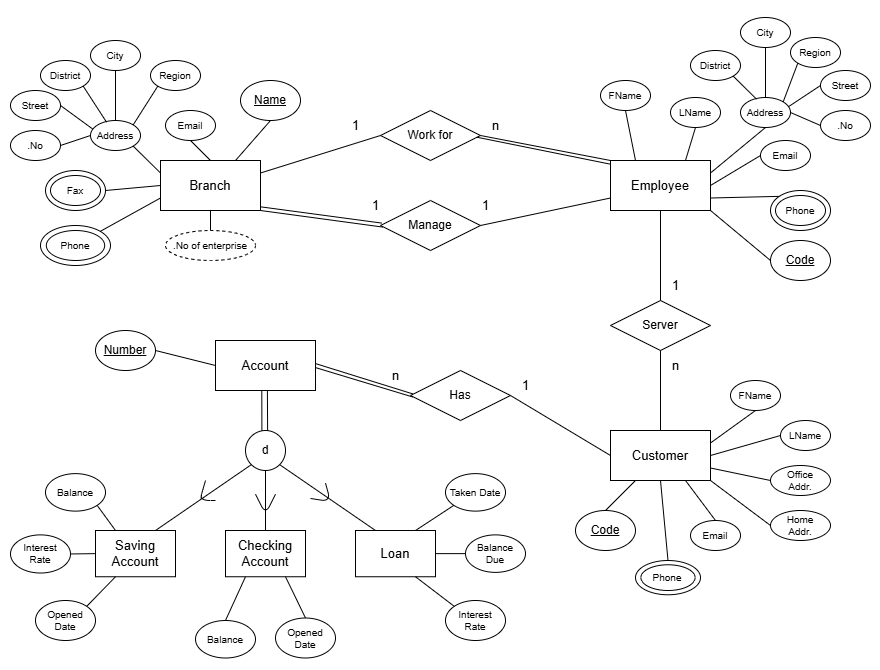 City
District
Region
Street
.No
Address
Email
Name
Fax
Branch
Phone
.No of enterprise
1
Work for
n
1
Manage
1
City
District
Region
Street
.No
Address
FName
LName
Employee
Email
Phone
Code
1
Server
n
Number
Account
n
Has
1
d
Customer
FName
LName
Office
Addr.
Home
Addr.
Email
Code
Phone
Balance
Interest
Rate
Opened
Date
Saving
Account
Checking
Account
Balance
Opened
Date
Loan
Taken Date
Balance
Due
Interest
Rate